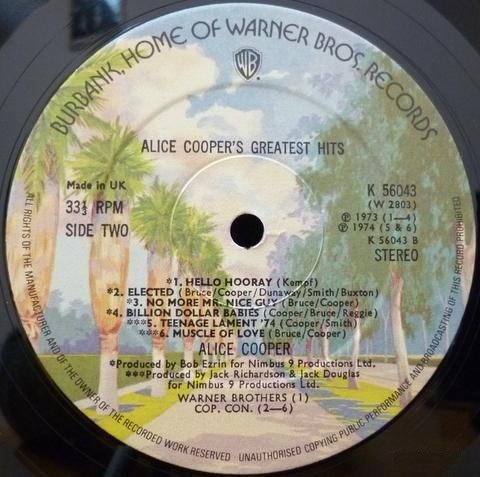 BURBANK, HOME OF WARNER BROS. RECORDS
WB
ALICE COOPER'S GREATEST HITS
Made in UK
33⅓ RPM
SIDE TWO
K 56043
(W 2803)
℗ 1973 (1—4)
℗ 1974 (5 & 6)
K 56043 B
STEREO
*1. HELLO HOORAY (Kempf)
*2. ELECTED (Bruce/Cooper/Dunaway/Smith/Buxton)
*3. NO MORE MR. NICE GUY (Bruce/Cooper)
*4. BILLION DOLLAR BABIES (Cooper/Bruce/Reggie)
***5. TEENAGE LAMENT '74 (Cooper/Smith)
***6. MUSCLE OF LOVE (Bruce/Cooper)
ALICE COOPER
*Produced by Bob Ezrin for Nimbus 9 Productions Ltd.
***Produced by Jack Richardson & Jack Douglas
for Nimbus 9 Productions Ltd.
WARNER BROTHERS (1)
COP. CON. (2—6)
ALL RIGHTS OF THE MANUFACTURER AND OF THE OWNER OF THE RECORDED WORK RESERVED · UNAUTHORISED COPYING PUBLIC PERFORMANCE AND BROADCASTING OF THIS RECORD PROHIBITED